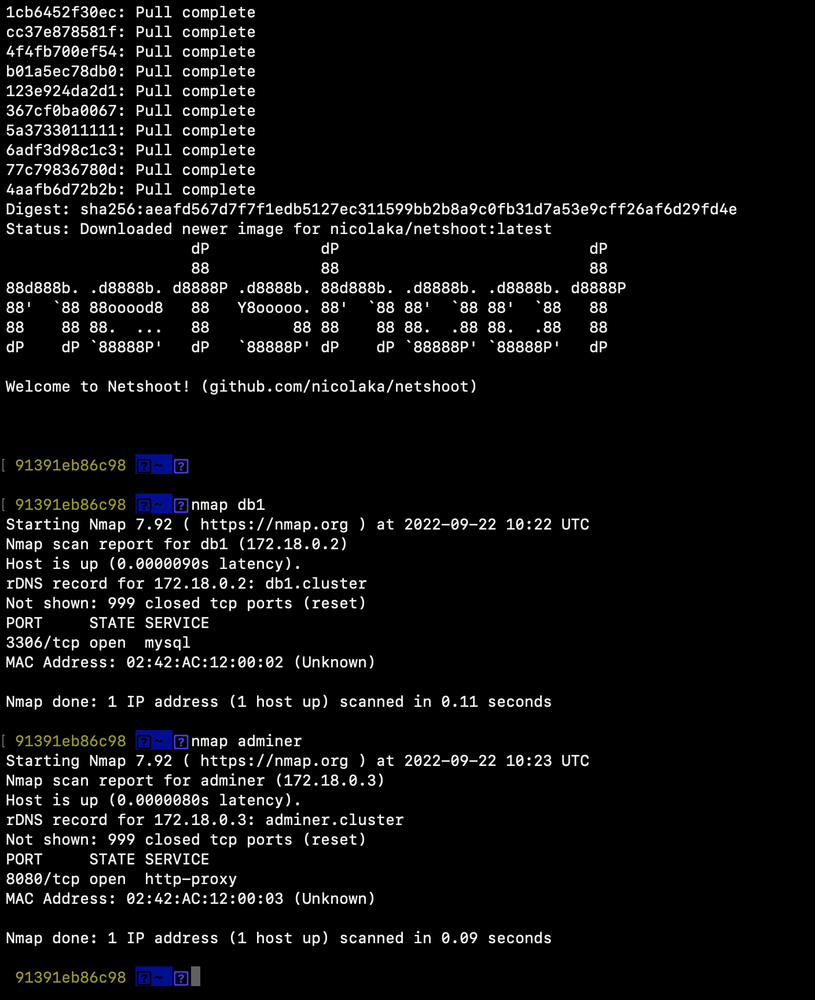 1cb6452f30ec: Pull complete
cc37e878581f: Pull complete
4f4fb700ef54: Pull complete
b01a5ec78db0: Pull complete
123e924da2d1: Pull complete
367cf0ba0067: Pull complete
5a3733011111: Pull complete
6adf3d98c1c3: Pull complete
77c79836780d: Pull complete
4aafb6d72b2b: Pull complete
Digest: sha256:aeafd567d7f7f1edb5127ec311599bb2b8a9c0fb31d7a53e9cff26af6d29fd4e
Status: Downloaded newer image for nicolaka/netshoot:latest
                    dP            dP                           dP
                    88            88                           88
88d888b. .d8888b. d8888P .d8888b. 88d888b. .d8888b. .d8888b. d8888P
88'  `88 88ooood8   88   Y8ooooo. 88'  `88 88'  `88 88'  `88   88
88    88 88.  ...   88         88 88    88 88.  .88 88.  .88   88
dP    dP `88888P'   dP   `88888P' dP    dP `88888P' `88888P'   dP
Welcome to Netshoot! (github.com/nicolaka/netshoot)
[ 91391eb86c98 ? ~ ?
[ 91391eb86c98 ? ~ ? nmap db1
Starting Nmap 7.92 ( https://nmap.org ) at 2022-09-22 10:22 UTC
Nmap scan report for db1 (172.18.0.2)
Host is up (0.0000090s latency).
rDNS record for 172.18.0.2: db1.cluster
Not shown: 999 closed tcp ports (reset)
PORT     STATE SERVICE
3306/tcp open  mysql
MAC Address: 02:42:AC:12:00:02 (Unknown)
Nmap done: 1 IP address (1 host up) scanned in 0.11 seconds
[ 91391eb86c98 ? ~ ? nmap adminer
Starting Nmap 7.92 ( https://nmap.org ) at 2022-09-22 10:23 UTC
Nmap scan report for adminer (172.18.0.3)
Host is up (0.0000080s latency).
rDNS record for 172.18.0.3: adminer.cluster
Not shown: 999 closed tcp ports (reset)
PORT     STATE SERVICE
8080/tcp open  http-proxy
MAC Address: 02:42:AC:12:00:03 (Unknown)
Nmap done: 1 IP address (1 host up) scanned in 0.09 seconds
91391eb86c98 ? ~ ?